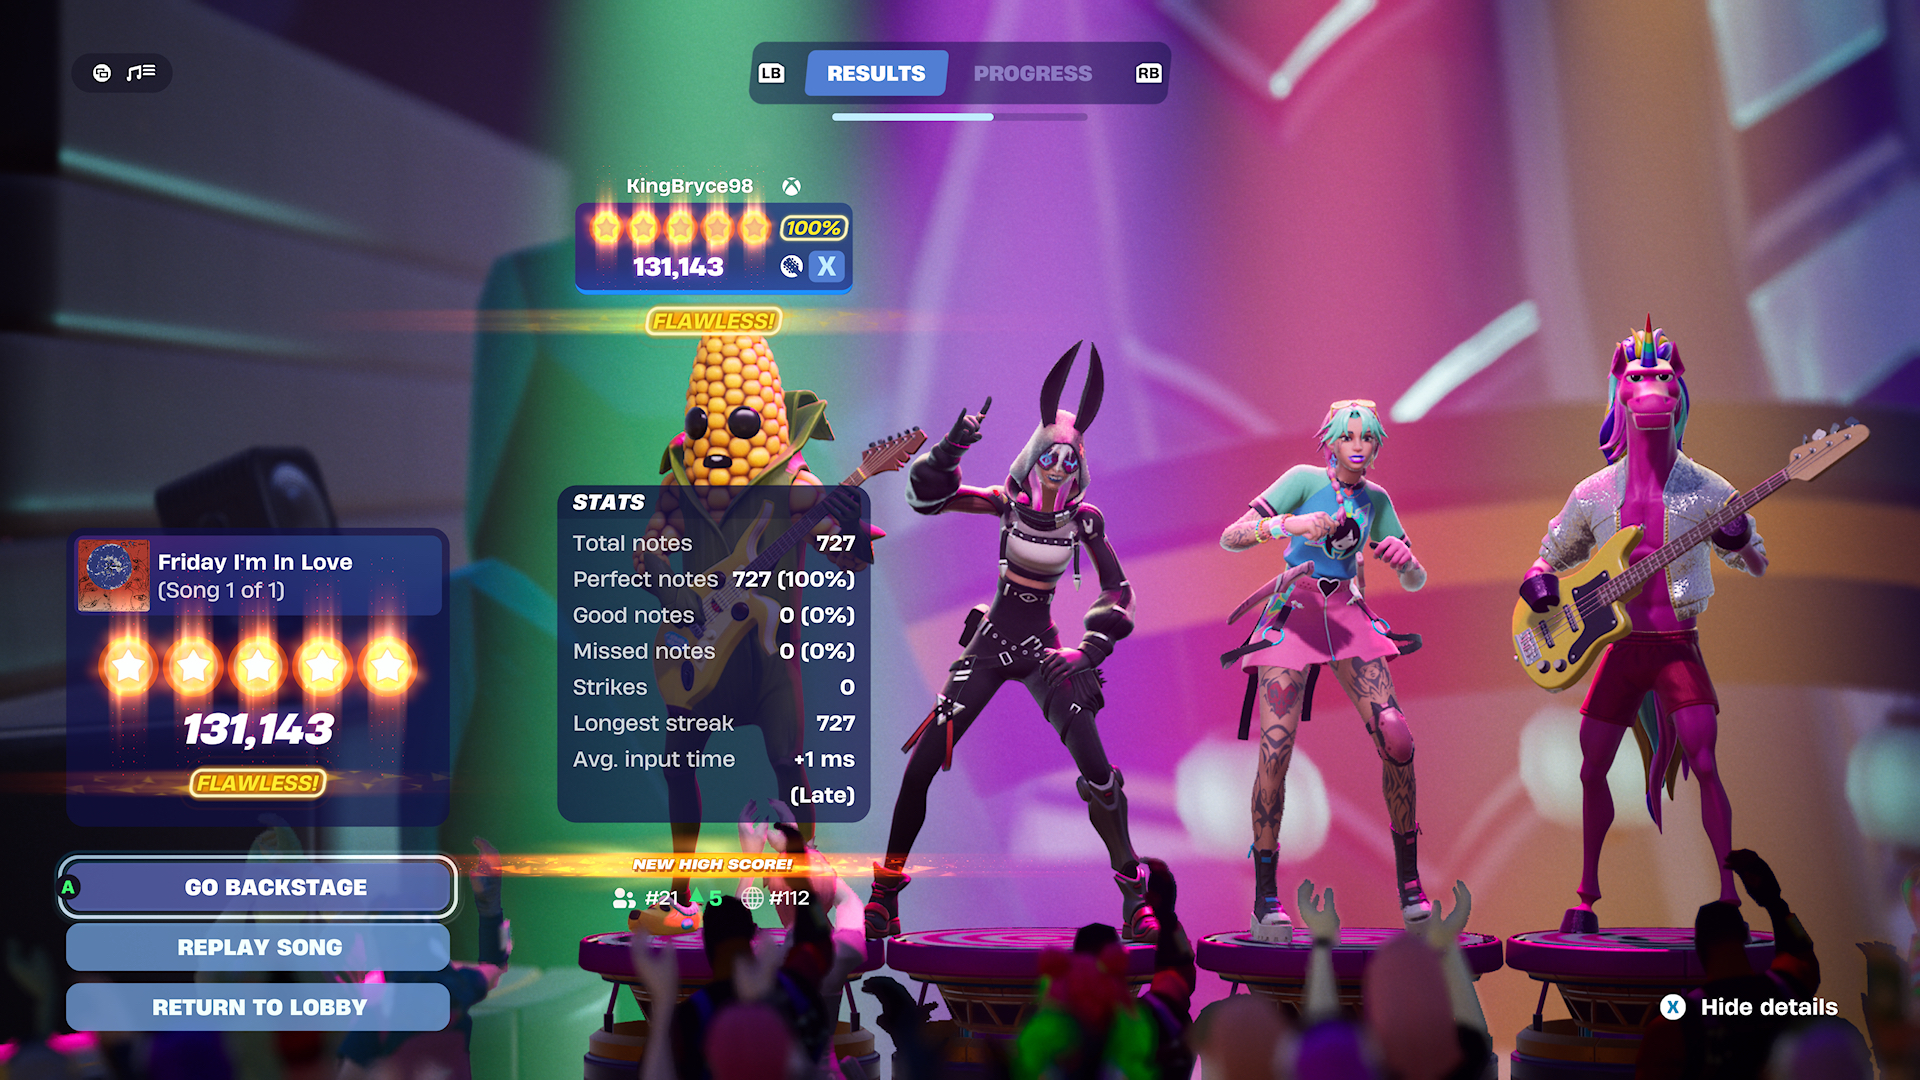 LB
RESULTS
PROGRESS
RB
KingBryce98
100%
131,143
X
FLAWLESS!
STATS
Total notes 727
Perfect notes 727 (100%)
Good notes 0 (0%)
Missed notes 0 (0%)
Strikes 0
Longest streak 727
Avg. input time +1 ms
(Late)
NEW HIGH SCORE!
#21 5 #112
Friday I'm In Love
(Song 1 of 1)
131,143
FLAWLESS!
A GO BACKSTAGE
REPLAY SONG
RETURN TO LOBBY
X Hide details